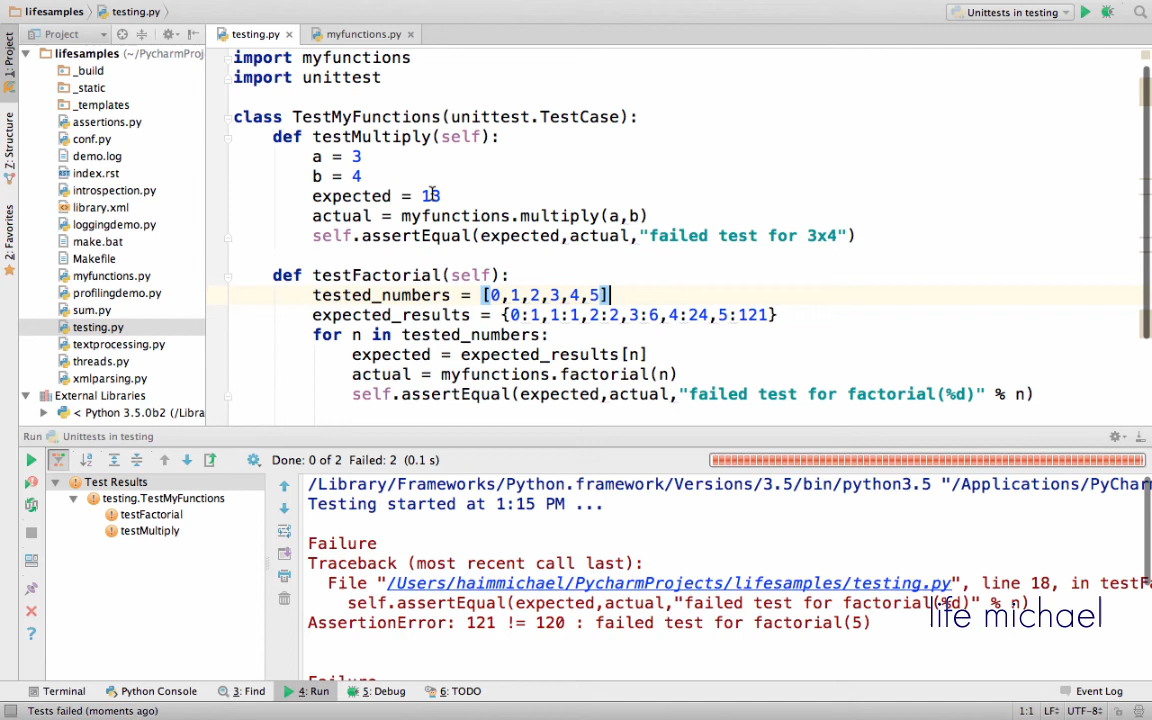 lifesamples testing.py
Unittests in testing
Project
testing.py myfunctions.py
1: Project
Z: Structure
2: Favorites
lifesamples (~/PycharmProj
_build
_static
_templates
assertions.py
conf.py
demo.log
index.rst
introspection.py
library.xml
loggingdemo.py
make.bat
Makefile
myfunctions.py
profilingdemo.py
sum.py
testing.py
textprocessing.py
threads.py
xmlparsing.py
External Libraries
< Python 3.5.0b2 (/Libra
import myfunctions
import unittest
class TestMyFunctions(unittest.TestCase):
def testMultiply(self):
a = 3
b = 4
expected = 13
actual = myfunctions.multiply(a,b)
self.assertEqual(expected,actual,"failed test for 3x4")
def testFactorial(self):
tested_numbers = [0,1,2,3,4,5]
expected_results = {0:1,1:1,2:2,3:6,4:24,5:121}
for n in tested_numbers:
expected = expected_results[n]
actual = myfunctions.factorial(n)
self.assertEqual(expected,actual,"failed test for factorial(%d)" % n)
Run Unittests in testing
Done: 0 of 2 Failed: 2 (0.1 s)
Test Results
testing.TestMyFunctions
testFactorial
testMultiply
/Library/Frameworks/Python.framework/Versions/3.5/bin/python3.5 "/Applications/PyChar
Testing started at 1:15 PM ...
Failure
Traceback (most recent call last):
File "/Users/haimmichael/PycharmProjects/lifesamples/testing.py", line 18, in testFa
self.assertEqual(expected,actual,"failed test for factorial(%d)" % n)
AssertionError: 121 != 120 : failed test for factorial(5)
life michael
Failure
Terminal Python Console 3: Find 4: Run 5: Debug 6: TODO Event Log
Tests failed (moments ago) 1:1 LF÷ UTF-8÷